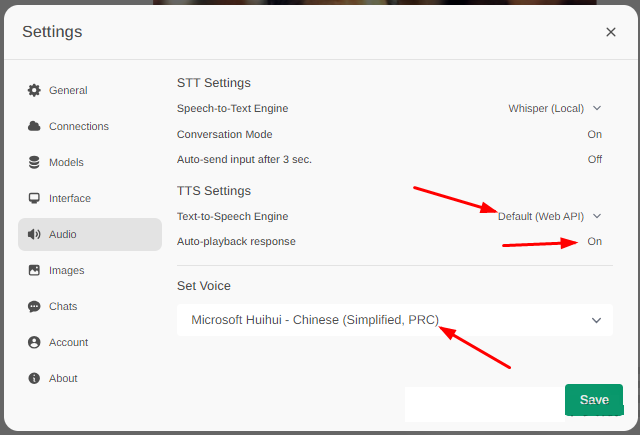 Settings
General
Connections
Models
Interface
Audio
Images
Chats
Account
About
STT Settings
Speech-to-Text Engine Whisper (Local)
Conversation Mode On
Auto-send input after 3 sec. Off
TTS Settings
Text-to-Speech Engine Default (Web API)
Auto-playback response On
Set Voice
Microsoft Huihui - Chinese (Simplified, PRC)
Save